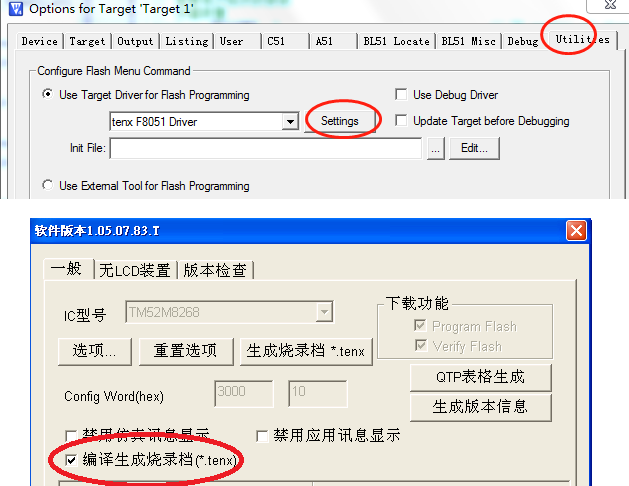 Options for Target 'Target 1'
Device Target Output Listing User C51 A51 BL51 Locate BL51 Misc Debug Utilities
Configure Flash Menu Command
Use Target Driver for Flash Programming
Use Debug Driver
tenx F8051 Driver
Settings
Update Target before Debugging
Init File:
...
Edit...
Use External Tool for Flash Programming
软件版本1.05.07.83.T
一般 无LCD装置 版本检查
IC型号
TM52M8268
下载功能
Program Flash
Verify Flash
选项... 重置选项 生成烧录档 *.tenx
QTP表格生成
Config Word(hex)
3000
10
生成版本信息
禁用仿真讯息显示
禁用应用讯息显示
编译生成烧录档(*.tenx)